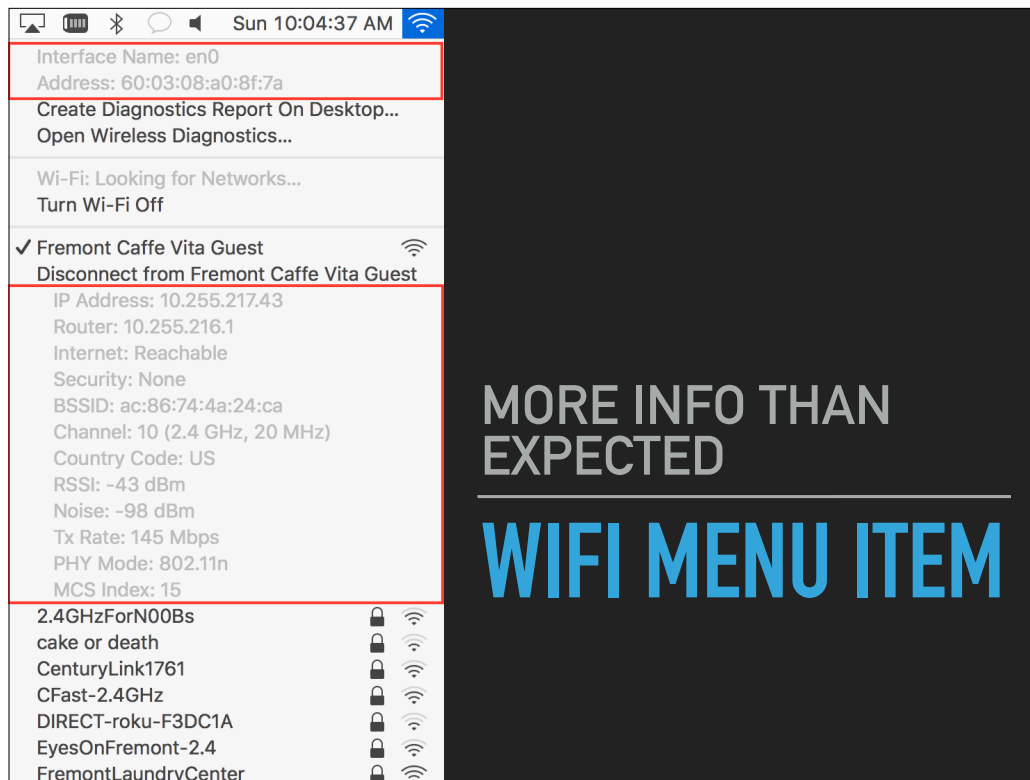 Sun 10:04:37 AM
Interface Name: en0
Address: 60:03:08:a0:8f:7a
Create Diagnostics Report On Desktop...
Open Wireless Diagnostics...
Wi-Fi: Looking for Networks...
Turn Wi-Fi Off
✓ Fremont Caffe Vita Guest
Disconnect from Fremont Caffe Vita Guest
IP Address: 10.255.217.43
Router: 10.255.216.1
Internet: Reachable
Security: None
BSSID: ac:86:74:4a:24:ca
Channel: 10 (2.4 GHz, 20 MHz)
Country Code: US
RSSI: -43 dBm
Noise: -98 dBm
Tx Rate: 145 Mbps
PHY Mode: 802.11n
MCS Index: 15
2.4GHzForN00Bs
cake or death
CenturyLink1761
CFast-2.4GHz
DIRECT-roku-F3DC1A
EyesOnFremont-2.4
FremontLaundryCenter
MORE INFO THAN
EXPECTED
WIFI MENU ITEM